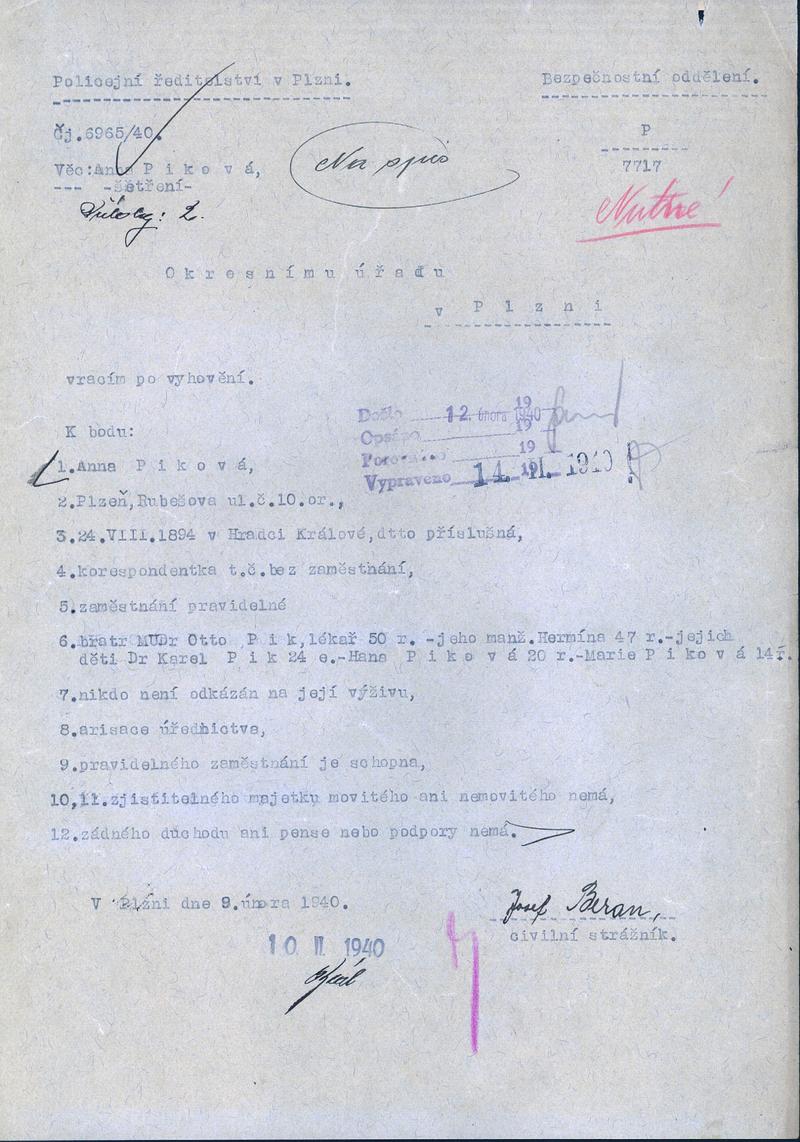 Policejní ředitelství v Plzni.
Bezpečnostní oddělení.
Čj.6965/40.
Věc:Anna P i k o v á,
-šetření-
Přílohy: 2.
Na spis
P
7717
Nutné!
O k r e s n í m u ú ř a d u
v P l z n i
vracím po vyhovění.
Došlo 12. února 1940 19
Opsáno 19
Porovnáno 19
Vypraveno 14. II. 1940 19
K bodu:
1.Anna P i k o v á,
2.Plzeň,Rubešova ul.č.10.or.,
3.24.VIII.1894 v Hradci Králové,dtto příslušná,
4.korespondentka t.č.bez zaměstnání,
5.zaměstnání pravidelné
6.bratr MUDr Otto P i k,lékař 50 r. -jeho manž.Hermína 47 r.-jejich
děti Dr Karel P i k 24 e.-Hana P i k o v á 20 r.-Marie P i k o v á 14r.
7.nikdo není odkázán na její výživu,
8.arisace úřednictva,
9.pravidelného zaměstnání je schopna,
10,11.zjistitelného majetku movitého ani nemovitého nemá,
12.zádného důchodu ani pense nebo podpory nemá.
V Plzni dne 9.února 1940.
10 II 1940
Josef Beran,
civilní strážník.